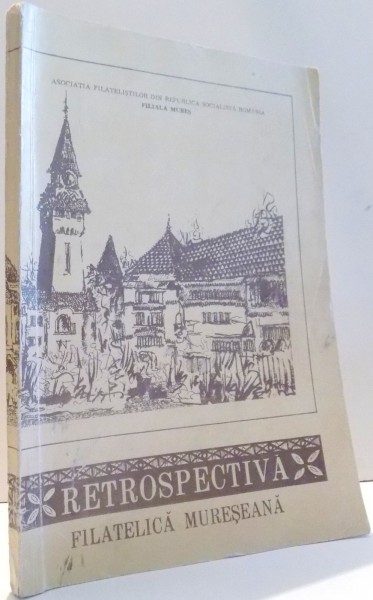 ASOCIAȚIA FILATELIȘTILOR DIN REPUBLICA SOCIALISTĂ ROMÂNIA
FILIALA MUREȘ
RETROSPECTIVA
FILATELICĂ MUREȘEANĂ